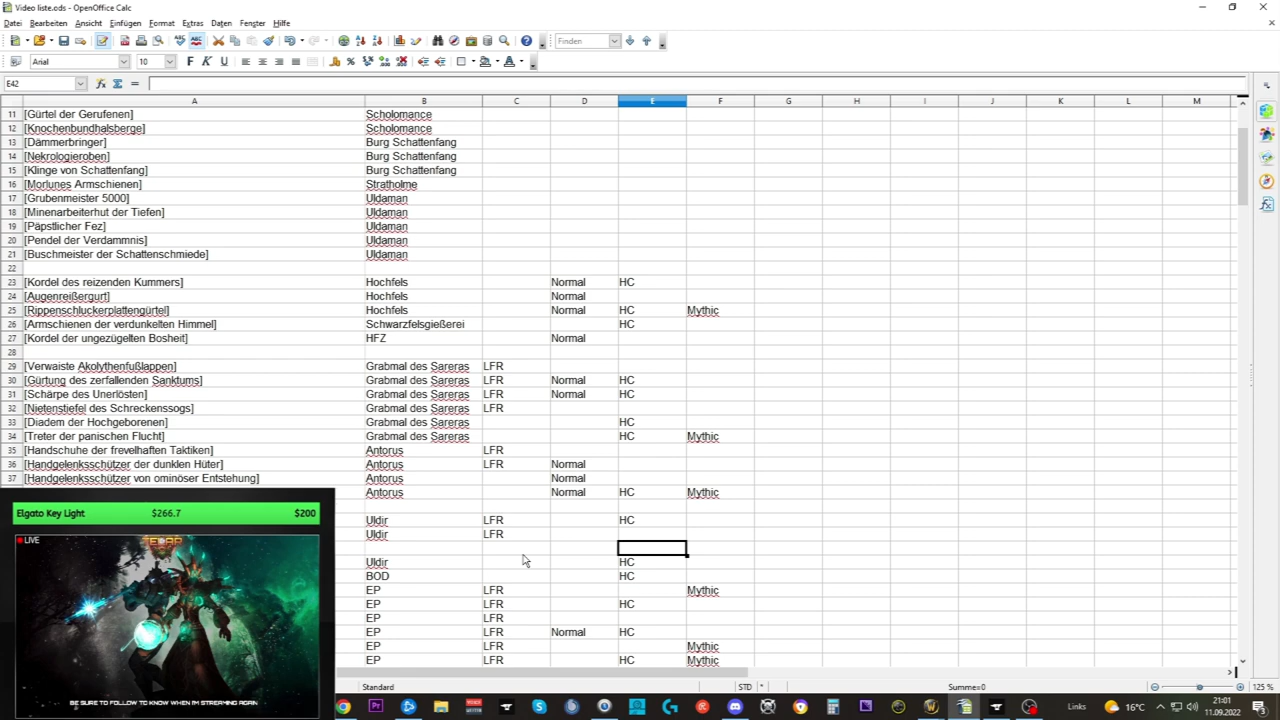 Video liste.ods - OpenOffice Calc
Datei Bearbeiten Ansicht Einfügen Format Extras Daten Fenster Hilfe
Finden
Arial 10 F K U
E42
A B C D E F G H I J K L M
11 [Gürtel der Gerufenen] Scholomance
12 [Knochenbundhalsberge] Scholomance
13 [Dämmerbringer] Burg Schattenfang
14 [Nekrologieroben] Burg Schattenfang
15 [Klinge von Schattenfang] Burg Schattenfang
16 [Morlunes Armschienen] Stratholme
17 [Grubenmeister 5000] Uldaman
18 [Minenarbeiterhut der Tiefen] Uldaman
19 [Päpstlicher Fez] Uldaman
20 [Pendel der Verdammnis] Uldaman
21 [Buschmeister der Schattenschmiede] Uldaman
22
23 [Kordel des reizenden Kummers] Hochfels Normal HC
24 [Augenreißergurt] Hochfels Normal
25 [Rippenschluckerplattengürtel] Hochfels Normal HC Mythic
26 [Armschienen der verdunkelten Himmel] Schwarzfelsgießerei HC
27 [Kordel der ungezügelten Bosheit] HFZ Normal
28
29 [Verwaiste Akolythenfußlappen] Grabmal des Sareras LFR
30 [Gürtung des zerfallenden Sanktums] Grabmal des Sareras LFR Normal HC
31 [Schärpe des Unerlösten] Grabmal des Sareras LFR Normal HC
32 [Nietenstiefel des Schreckenssogs] Grabmal des Sareras LFR
33 [Diadem der Hochgeborenen] Grabmal des Sareras HC
34 [Treter der panischen Flucht] Grabmal des Sareras HC Mythic
35 [Handschuhe der frevelhaften Taktiken] Antorus LFR
36 [Handgelenksschützer der dunklen Hüter] Antorus LFR Normal
37 [Handgelenksschützer von ominöser Entstehung] Antorus Normal
Antorus Normal HC Mythic
Uldir LFR HC
Uldir LFR
Uldir HC
BOD HC
EP LFR Mythic
EP LFR HC
EP LFR
EP LFR Normal HC
EP LFR Mythic
EP LFR HC Mythic
Elgato Key Light $266.7 $200
LIVE
BE SURE TO FOLLOW TO KNOW WHEN I'M STREAMING AGAIN
Standard STD * Summe=0 125 %
Links 16°C 21:01
11.09.2022